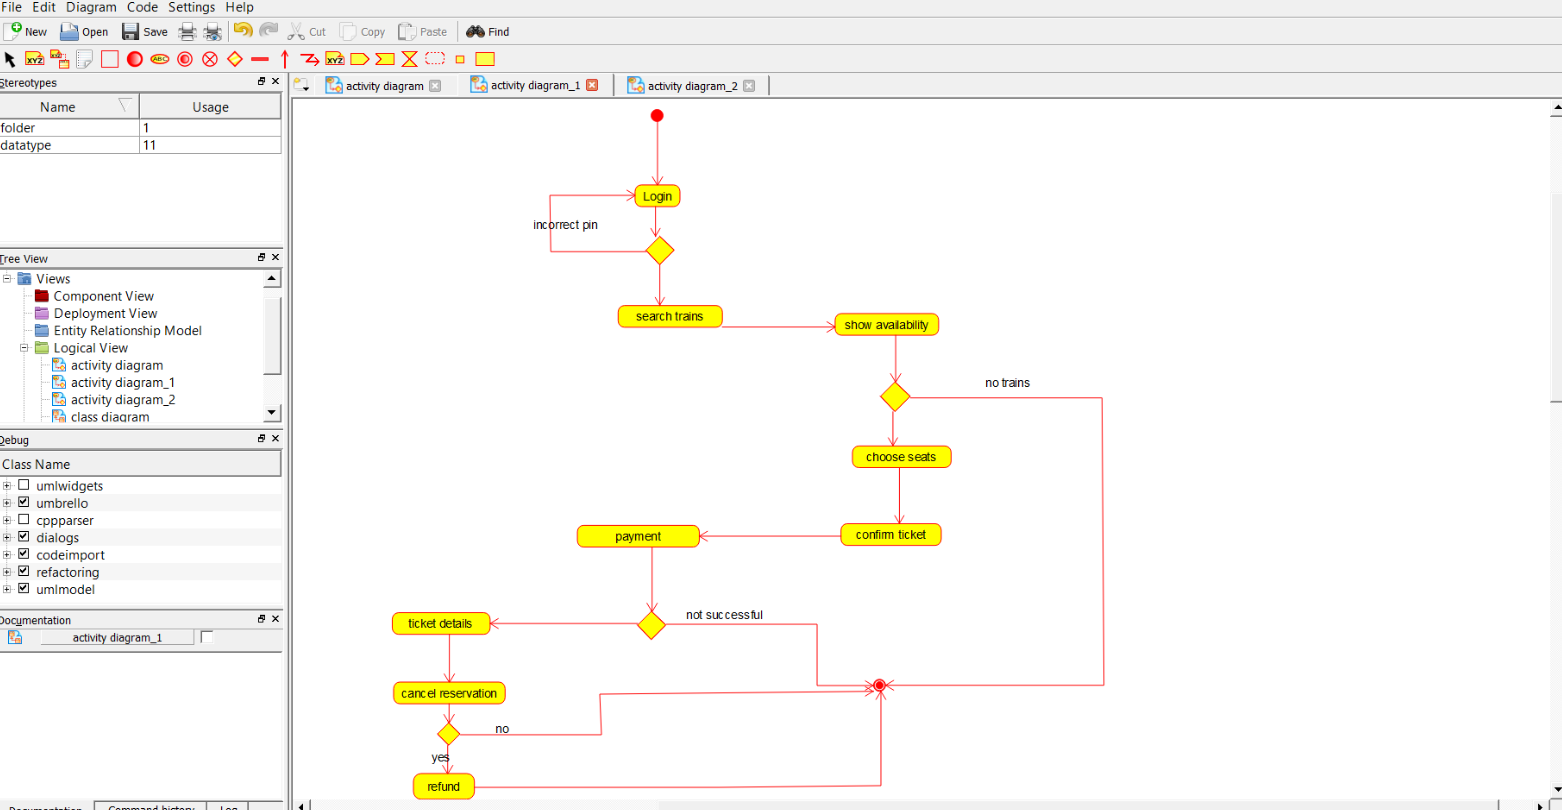 File Edit Diagram Code Settings Help
New Open Save Cut Copy Paste Find
XYZ ABC XYZ
Stereotypes
Name Usage
folder 1
datatype 11
Tree View
Views
Component View
Deployment View
Entity Relationship Model
Logical View
activity diagram
activity diagram_1
activity diagram_2
class diagram
Debug
Class Name
umlwidgets
umbrello
cppparser
dialogs
codeimport
refactoring
umlmodel
Documentation
activity diagram_1
Documentation Command history Log
activity diagram activity diagram_1 activity diagram_2
Login
incorrect pin
search trains
show availability
no trains
choose seats
confirm ticket
payment
not successful
ticket details
cancel reservation
no
yes
refund